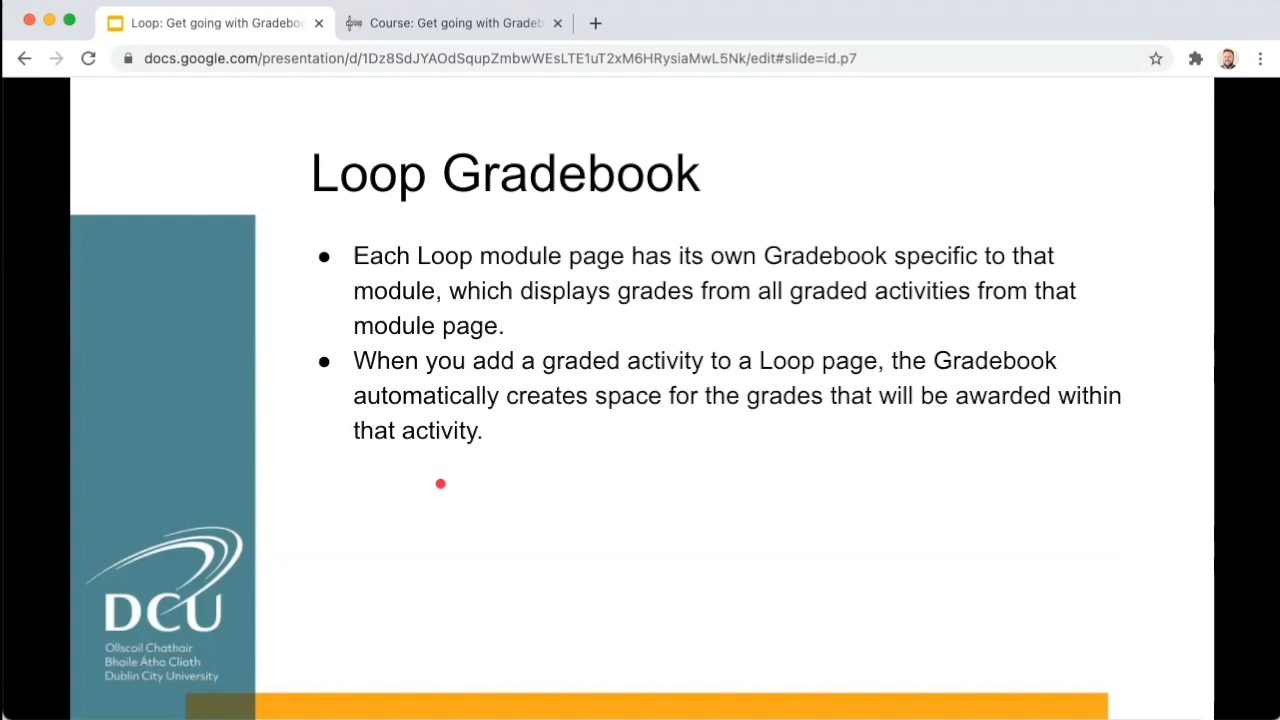 Loop: Get going with Gradeboo
Course: Get going with Gradeb
docs.google.com/presentation/d/1Dz8SdJYAOdSqupZmbwWEsLTE1uT2xM6HRysiaMwL5Nk/edit#slide=id.p7
Loop Gradebook
● Each Loop module page has its own Gradebook specific to that
module, which displays grades from all graded activities from that
module page.
● When you add a graded activity to a Loop page, the Gradebook
automatically creates space for the grades that will be awarded within
that activity.
DCU
Ollscoil Chathair
Bhaile Átha Cliath
Dublin City University